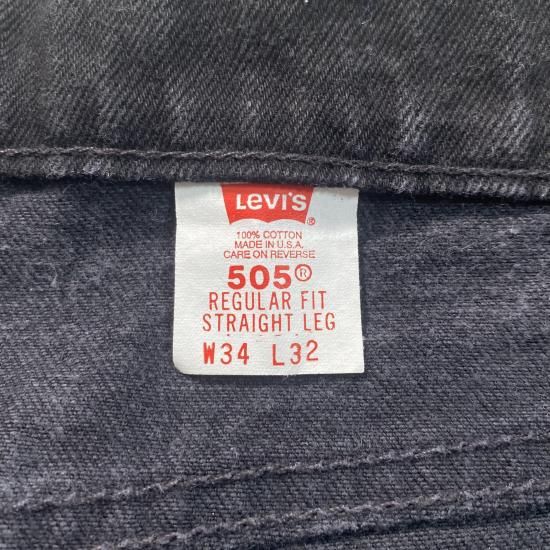 LEVI'S ®
100% COTTON
MADE IN U.S.A.
CARE ON REVERSE
505®
REGULAR FIT
STRAIGHT LEG
W34 L32